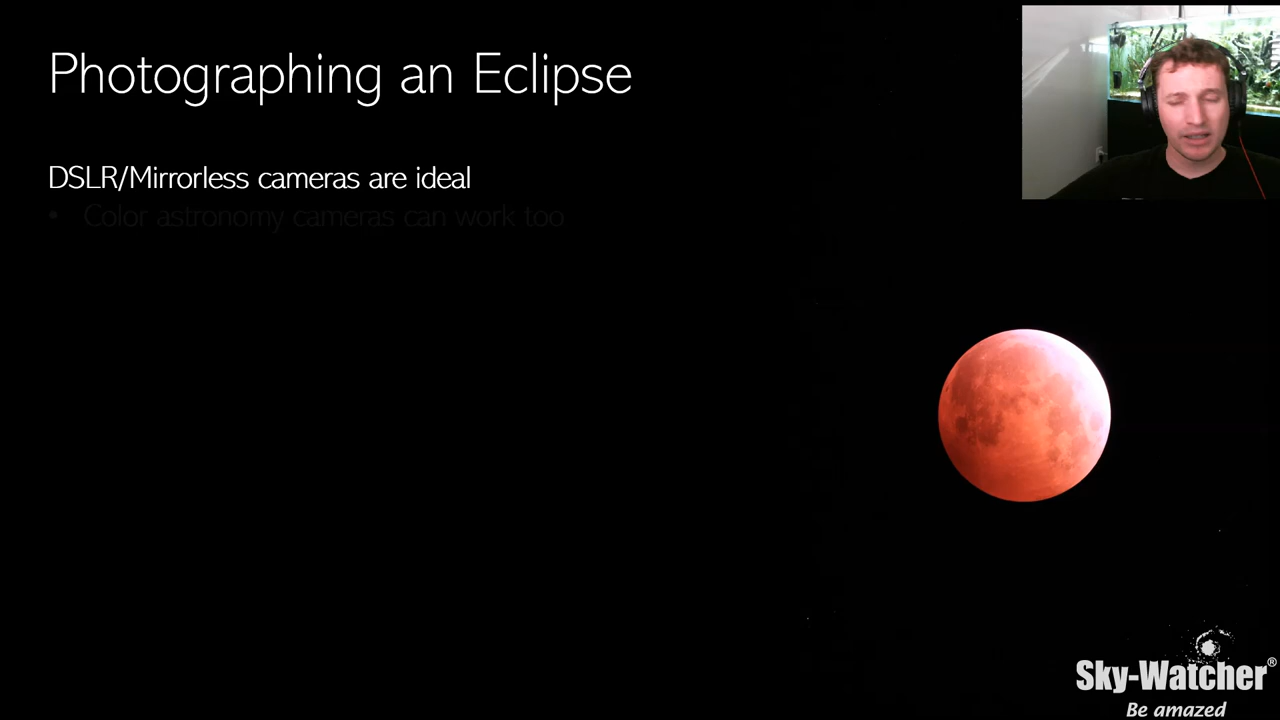 Photographing an Eclipse
DSLR/Mirrorless cameras are ideal
• Color astronomy cameras can work too
Sky-Watcher®
Be amazed